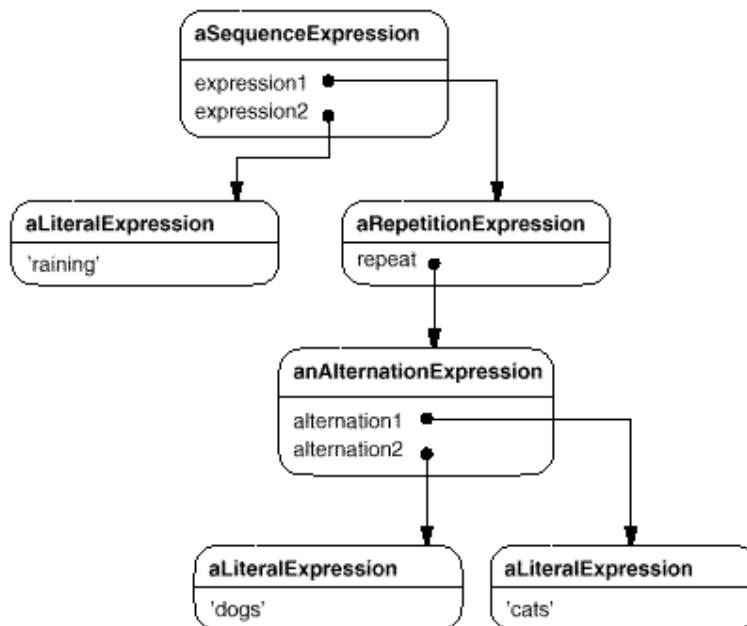 aSequenceExpression
expression1
expression2
aLiteralExpression
'raining'
aRepetitionExpression
repeat
anAlternationExpression
alternation1
alternation2
aLiteralExpression
'dogs'
aLiteralExpression
'cats'